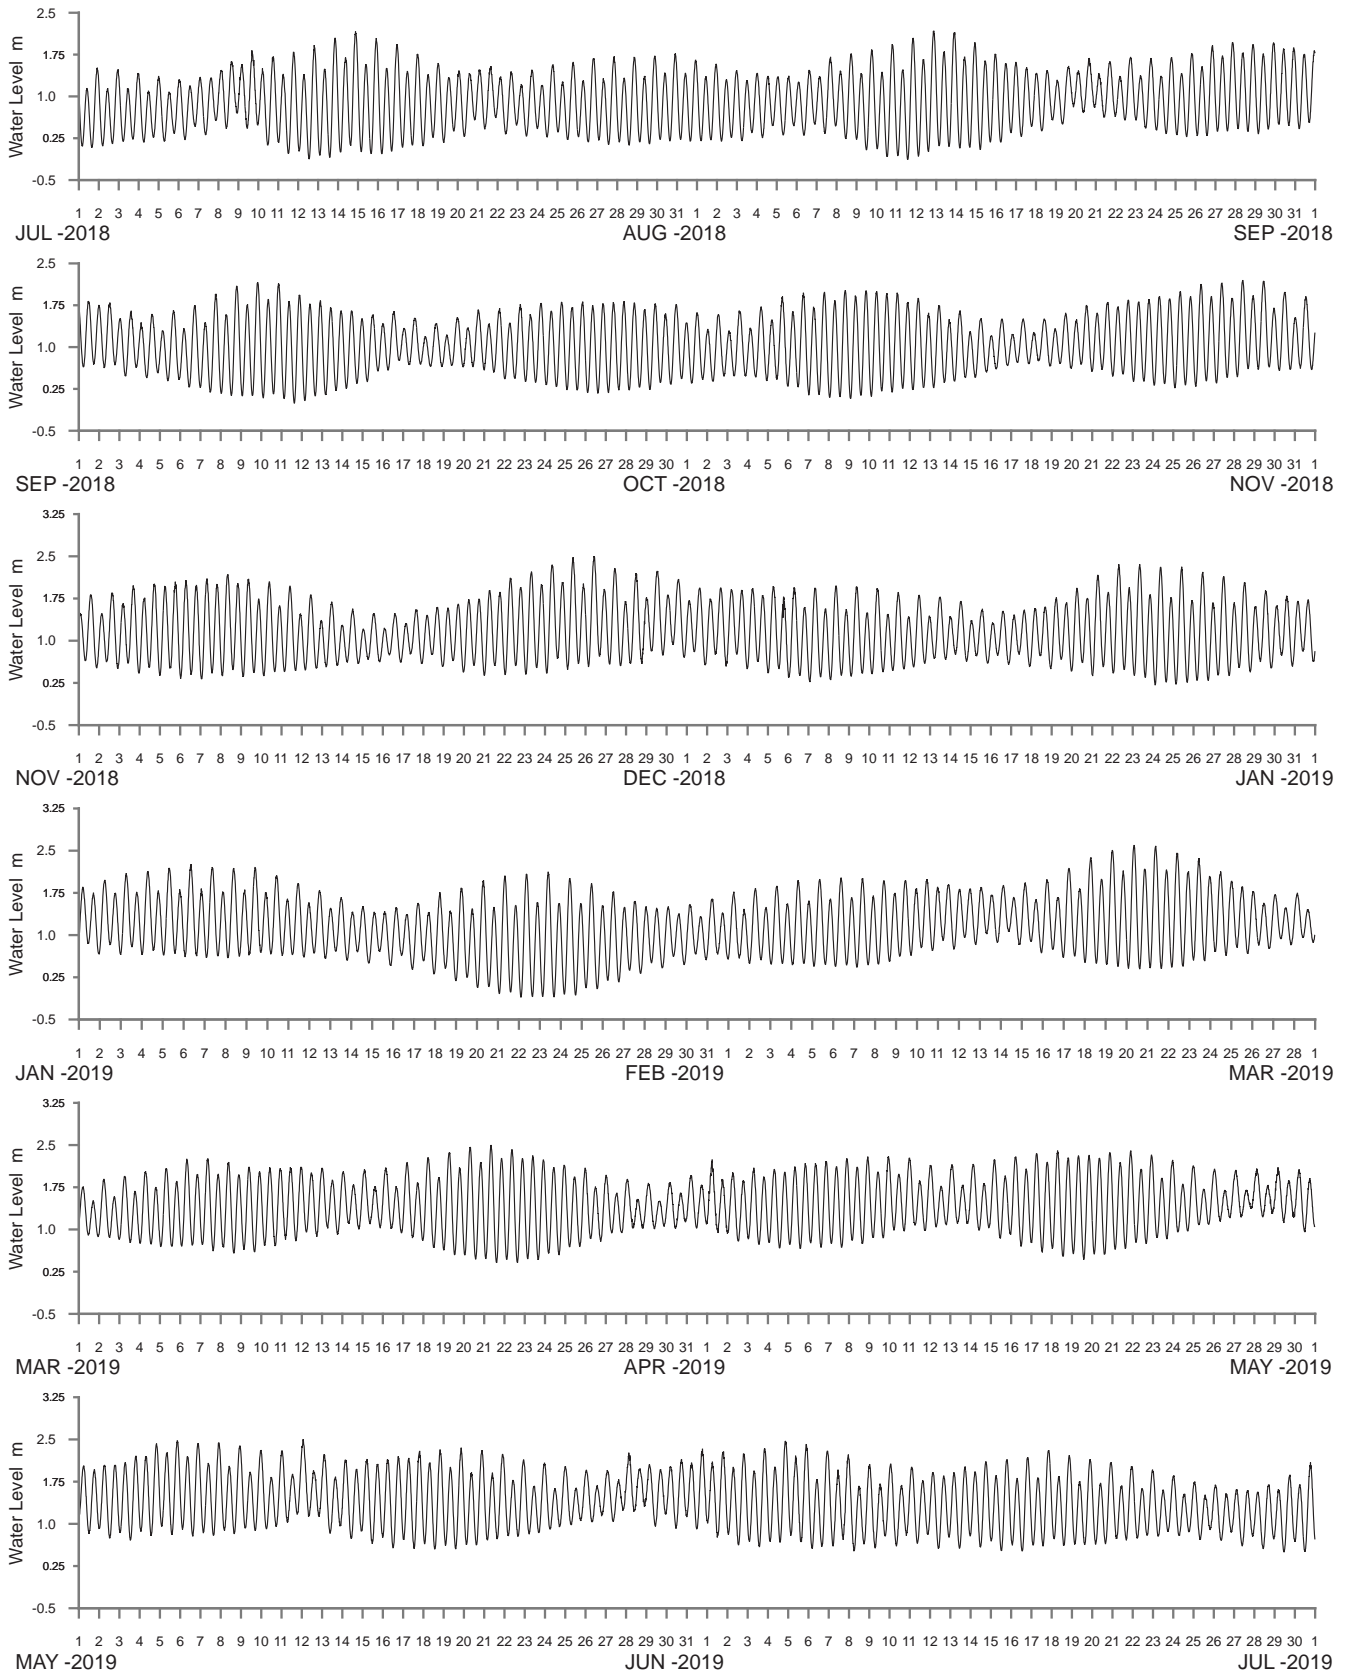 2.5
1.75
1.0
0.25
-0.5
Water Level m
1 2 3 4 5 6 7 8 9 10 11 12 13 14 15 16 17 18 19 20 21 22 23 24 25 26 27 28 29 30 31 1 2 3 4 5 6 7 8 9 10 11 12 13 14 15 16 17 18 19 20 21 22 23 24 25 26 27 28 29 30 31 1
JUL -2018 AUG -2018 SEP -2018
2.5
1.75
1.0
0.25
-0.5
Water Level m
1 2 3 4 5 6 7 8 9 10 11 12 13 14 15 16 17 18 19 20 21 22 23 24 25 26 27 28 29 30 1 2 3 4 5 6 7 8 9 10 11 12 13 14 15 16 17 18 19 20 21 22 23 24 25 26 27 28 29 30 31 1
SEP -2018 OCT -2018 NOV -2018
3.25
2.5
1.75
1.0
0.25
-0.5
Water Level m
1 2 3 4 5 6 7 8 9 10 11 12 13 14 15 16 17 18 19 20 21 22 23 24 25 26 27 28 29 30 1 2 3 4 5 6 7 8 9 10 11 12 13 14 15 16 17 18 19 20 21 22 23 24 25 26 27 28 29 30 31 1
NOV -2018 DEC -2018 JAN -2019
3.25
2.5
1.75
1.0
0.25
-0.5
Water Level m
1 2 3 4 5 6 7 8 9 10 11 12 13 14 15 16 17 18 19 20 21 22 23 24 25 26 27 28 29 30 31 1 2 3 4 5 6 7 8 9 10 11 12 13 14 15 16 17 18 19 20 21 22 23 24 25 26 27 28 1
JAN -2019 FEB -2019 MAR -2019
3.25
2.5
1.75
1.0
0.25
-0.5
Water Level m
1 2 3 4 5 6 7 8 9 10 11 12 13 14 15 16 17 18 19 20 21 22 23 24 25 26 27 28 29 30 31 1 2 3 4 5 6 7 8 9 10 11 12 13 14 15 16 17 18 19 20 21 22 23 24 25 26 27 28 29 30 1
MAR -2019 APR -2019 MAY -2019
3.25
2.5
1.75
1.0
0.25
-0.5
Water Level m
1 2 3 4 5 6 7 8 9 10 11 12 13 14 15 16 17 18 19 20 21 22 23 24 25 26 27 28 29 30 31 1 2 3 4 5 6 7 8 9 10 11 12 13 14 15 16 17 18 19 20 21 22 23 24 25 26 27 28 29 30 1
MAY -2019 JUN -2019 JUL -2019